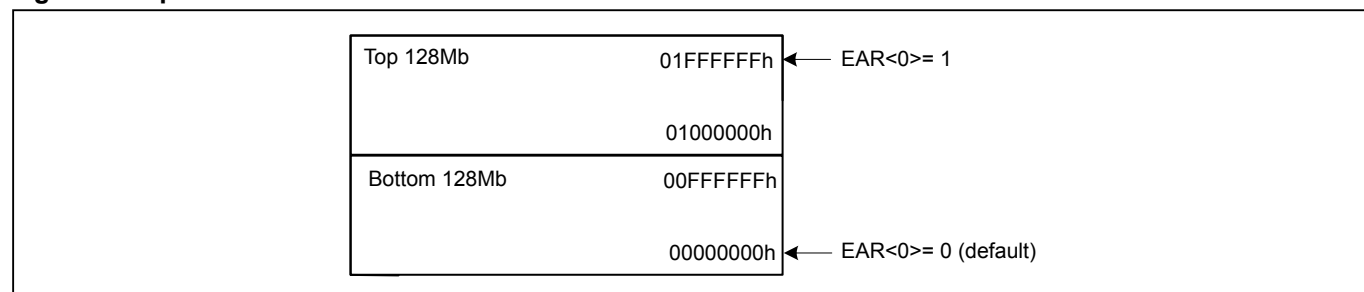 Top 128Mb 01FFFFFFh EAR<0>= 1
01000000h
Bottom 128Mb 00FFFFFFh
00000000h EAR<0>= 0 (default)